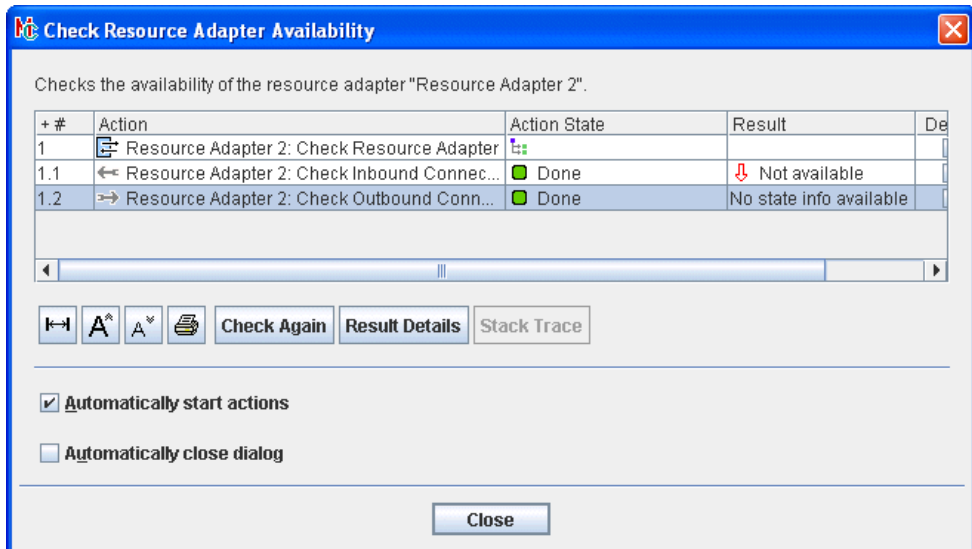 Check Resource Adapter Availability
Checks the availability of the resource adapter "Resource Adapter 2".
+ # Action Action State Result De
1 Resource Adapter 2: Check Resource Adapter
1.1 Resource Adapter 2: Check Inbound Connec... Done Not available
1.2 Resource Adapter 2: Check Outbound Conn... Done No state info available
A A Check Again Result Details Stack Trace
Automatically start actions
Automatically close dialog
Close